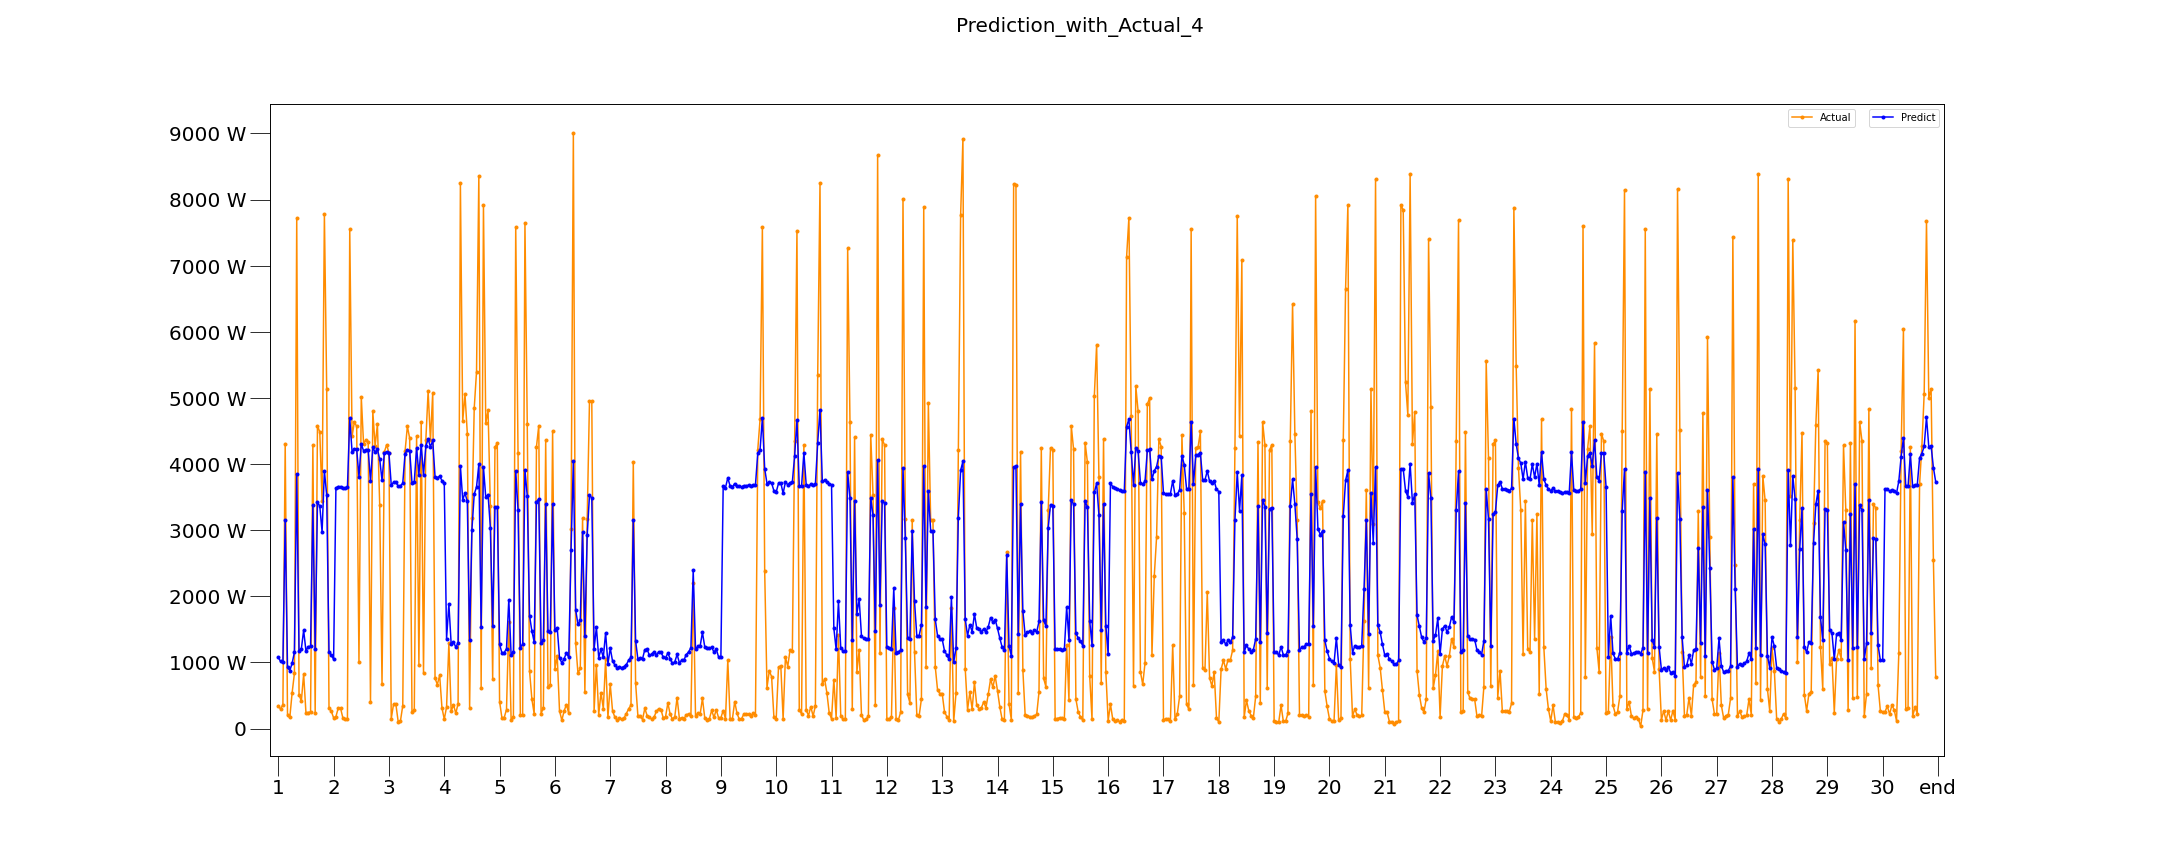 Prediction_with_Actual_4
Actual Predict
9000 W
8000 W
7000 W
6000 W
5000 W
4000 W
3000 W
2000 W
1000 W
0
1 2 3 4 5 6 7 8 9 10 11 12 13 14 15 16 17 18 19 20 21 22 23 24 25 26 27 28 29 30 end